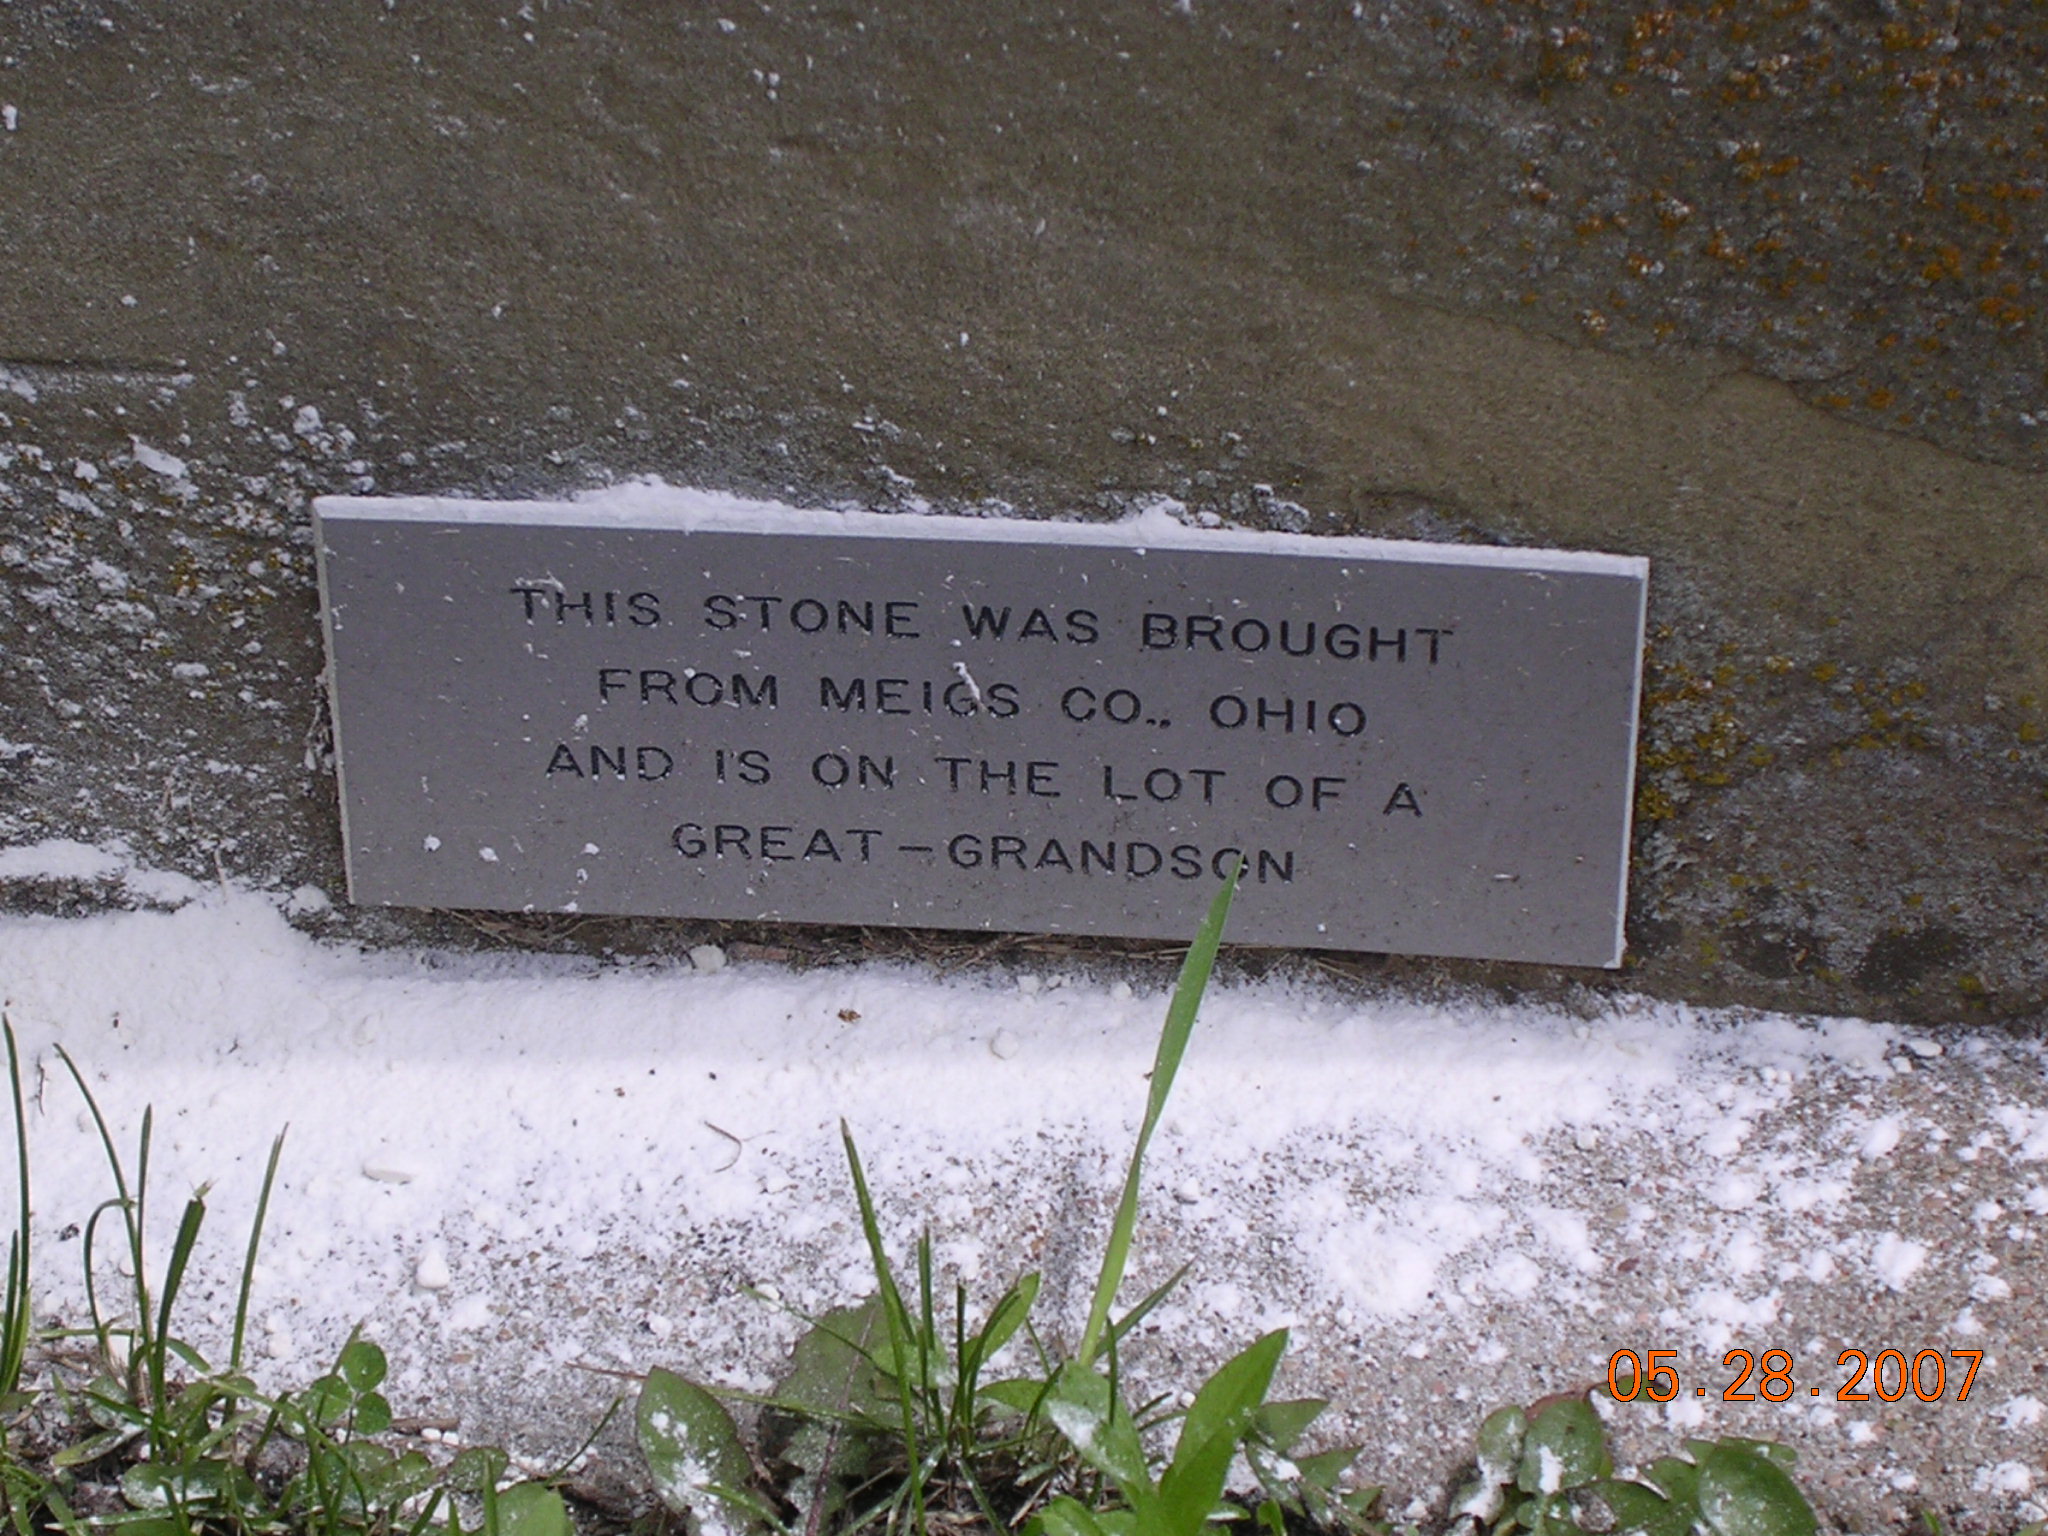 THIS STONE WAS BROUGHT
FROM MEIGS CO., OHIO
AND IS ON THE LOT OF A
GREAT-GRANDSON
05.28.2007